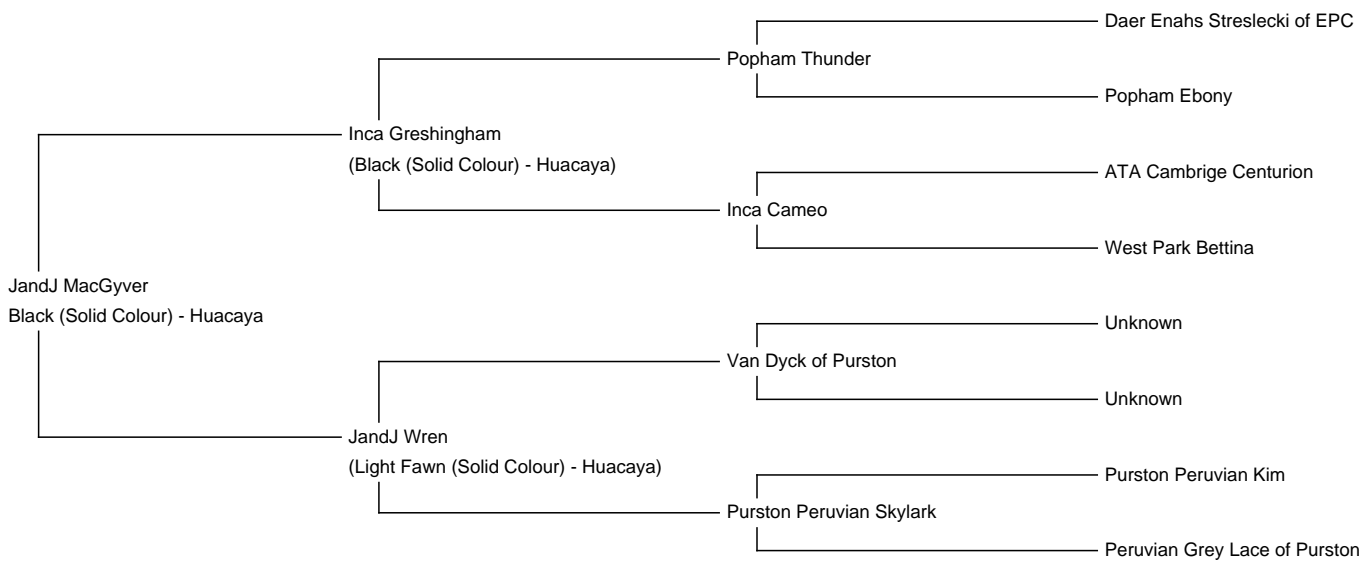 Daer Enahs Streslecki of EPC
Popham Thunder
Popham Ebony
Inca Greshingham
(Black (Solid Colour) - Huacaya)
ATA Cambrige Centurion
Inca Cameo
West Park Bettina
JandJ MacGyver
Black (Solid Colour) - Huacaya
Unknown
Van Dyck of Purston
Unknown
JandJ Wren
(Light Fawn (Solid Colour) - Huacaya)
Purston Peruvian Kim
Purston Peruvian Skylark
Peruvian Grey Lace of Purston